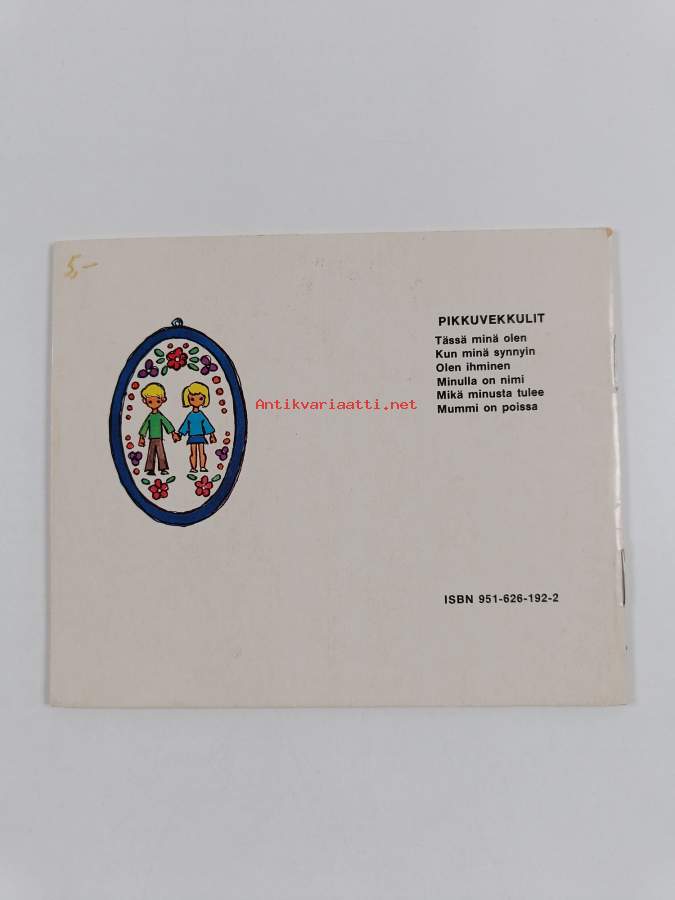 5,-
PIKKUVEKKULIT
Tässä minä olen
Kun minä synnyin
Olen ihminen
Minulla on nimi
Mikä minusta tulee
Mummi on poissa
Antikvariaatti.net
ISBN 951-626-192-2